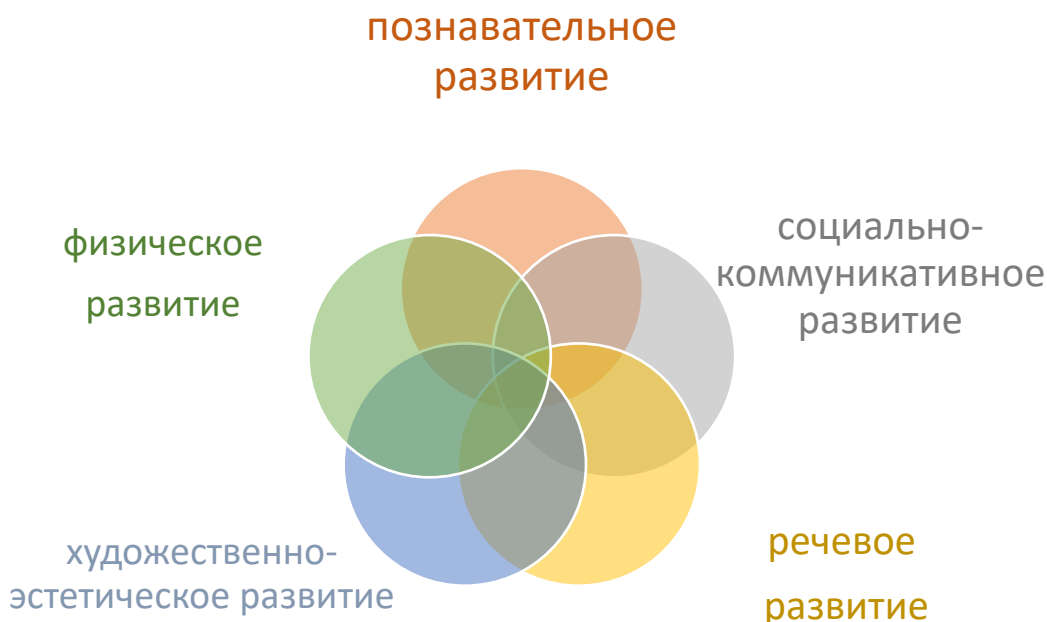 познавательное
развитие
социально-
коммуникативное
развитие
речевое
развитие
художественно-
эстетическое развитие
физическое
развитие